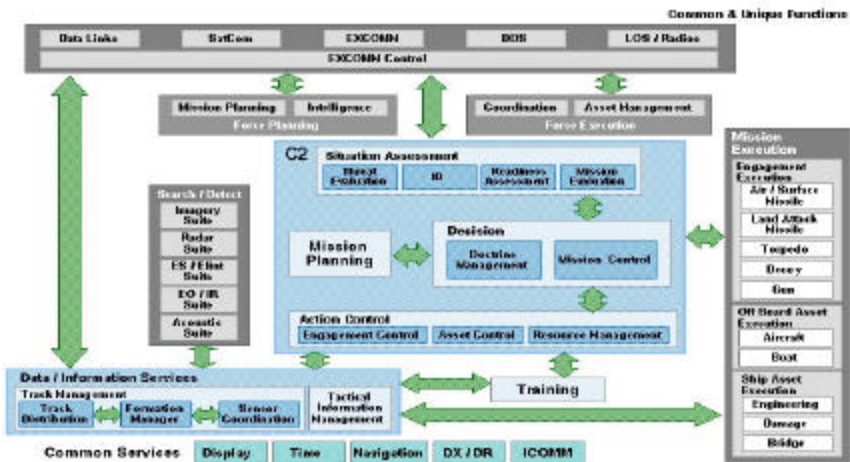 Common & Unique Functions
Data Links
SatCom
EXCOMM
DDS
LOS / Radios
EXCOMM Control
Mission Planning
Intelligence
Force Planning
Coordination
Asset Management
Force Execution
C2
Situation Assessment
Threat
Evaluation
ID
Readiness
Assessment
Mission
Evaluation
Mission
Planning
Decision
Doctrine
Management
Mission Control
Action Control
Engagement Control
Asset Control
Resource Management
Search / Detect
Imagery
Suite
Radar
Suite
ES / Elint
Suite
EO / IR
Suite
Acoustic
Suite
Mission
Execution
Engagement
Execution
Air / Surface
Missile
Land Attack
Missile
Torpedo
Decoy
Gun
Off Board Asset
Execution
Aircraft
Boat
Ship Asset
Execution
Engineering
Damage
Bridge
Data / Information Services
Track Management
Track
Distribution
Formation
Manager
Sensor
Coordination
Tactical
Information
Management
Training
Common Services
Display
Time
Navigation
DX / DR
ICOMM